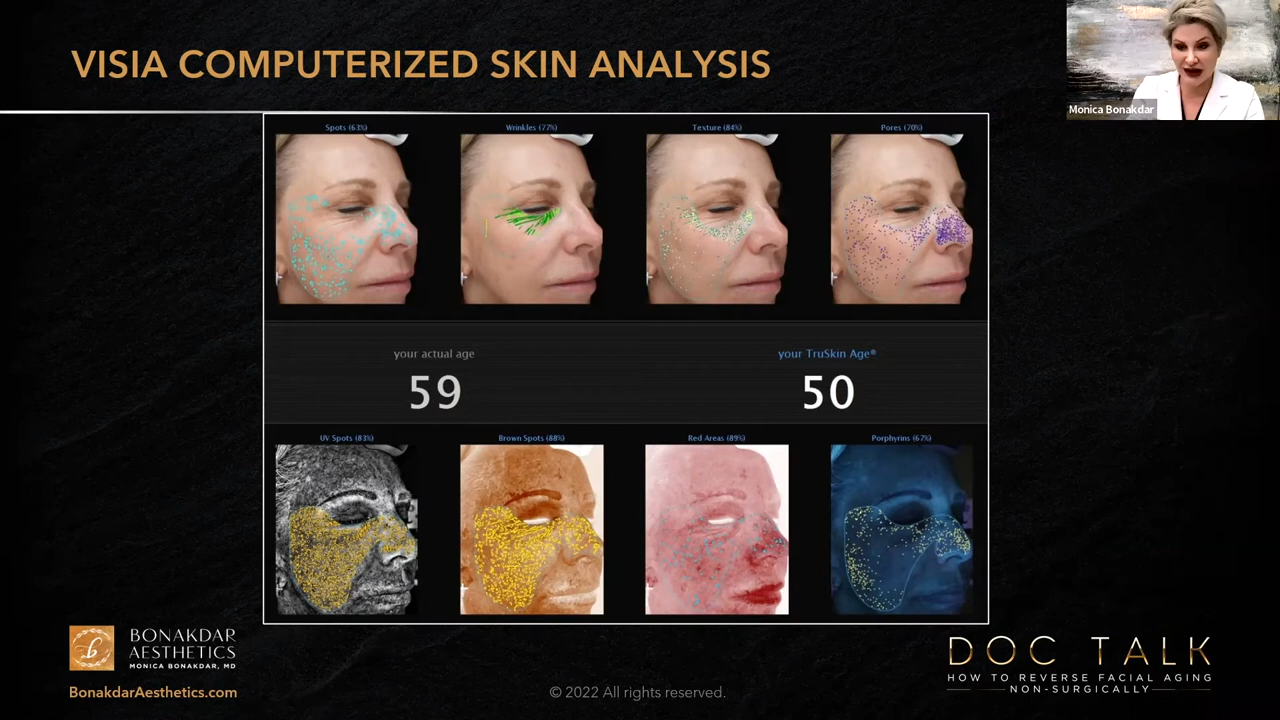 VISIA COMPUTERIZED SKIN ANALYSIS
Monica Bonakdar
Spots (63%)
Wrinkles (77%)
Texture (84%)
Pores (70%)
your actual age
your TruSkin Age®
59
50
UV Spots (83%)
Brown Spots (88%)
Red Areas (89%)
Porphyrins (67%)
b
BONAKDAR
AESTHETICS
MONICA BONAKDAR, MD
BonakdarAesthetics.com
© 2022 All rights reserved.
DOC TALK
HOW TO REVERSE FACIAL AGING
NON-SURGICALLY